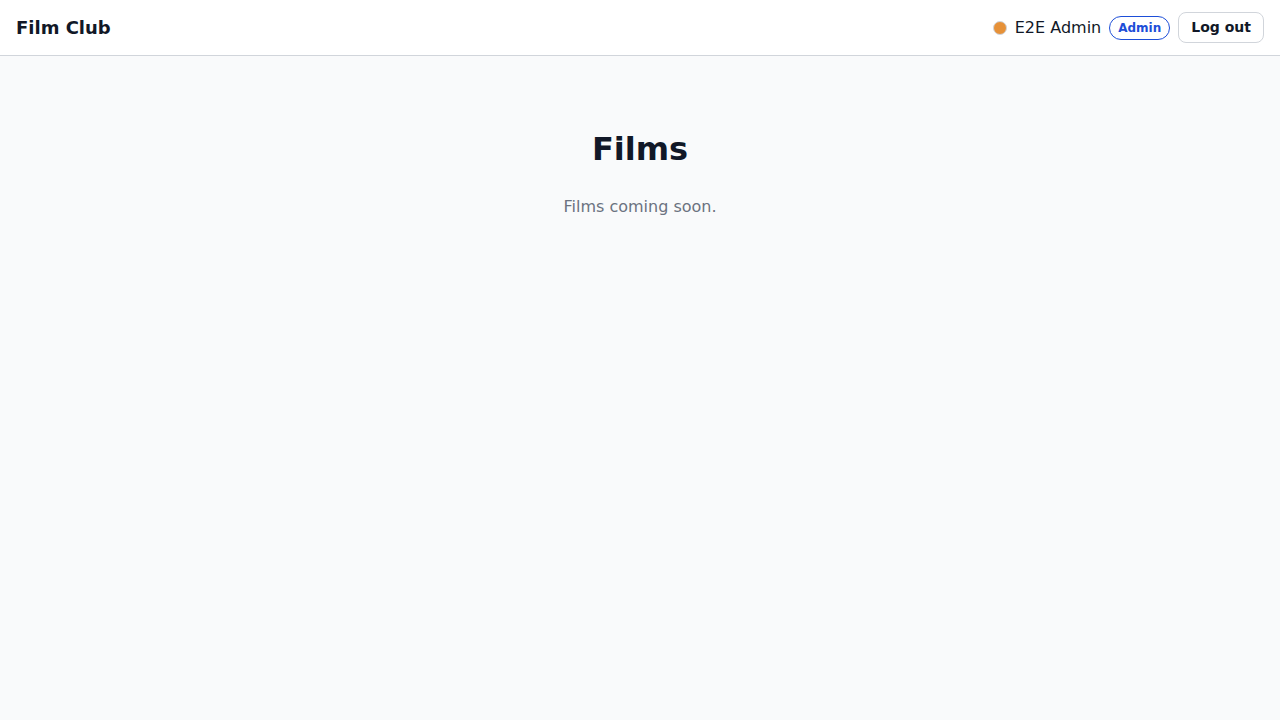 Film Club
E2E Admin
Admin
Log out
Films
Films coming soon.